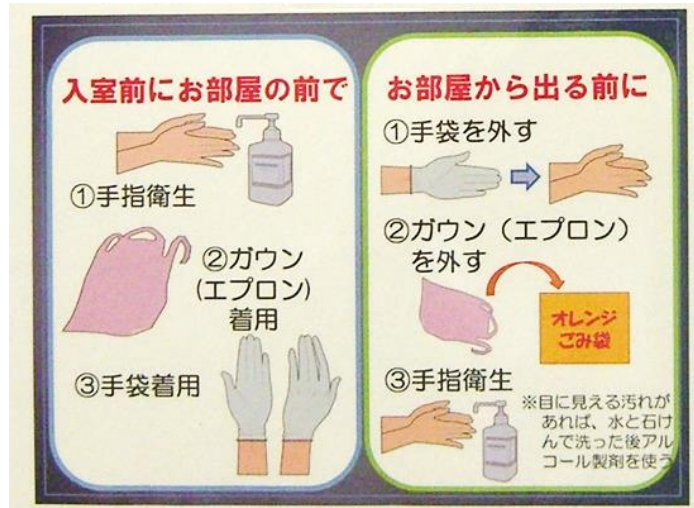 入室前にお部屋の前で
①手指衛生
②ガウン
(エプロン)
着用
③手袋着用
お部屋から出る前に
①手袋を外す
②ガウン（エプロン）
を外す
オレンジ
ごみ袋
③手指衛生
※目に見える汚れが
あれば、水と石け
んで洗った後アル
コール製剤を使う